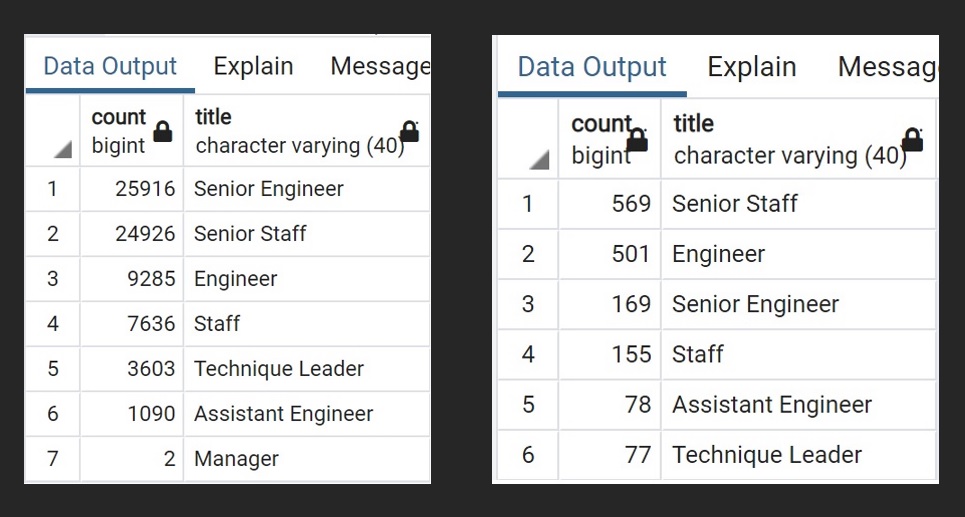 Data Output Explain Message
count title
bigint character varying (40)
1 25916 Senior Engineer
2 24926 Senior Staff
3 9285 Engineer
4 7636 Staff
5 3603 Technique Leader
6 1090 Assistant Engineer
7 2 Manager
Data Output Explain Messag
count title
bigint character varying (40)
1 569 Senior Staff
2 501 Engineer
3 169 Senior Engineer
4 155 Staff
5 78 Assistant Engineer
6 77 Technique Leader